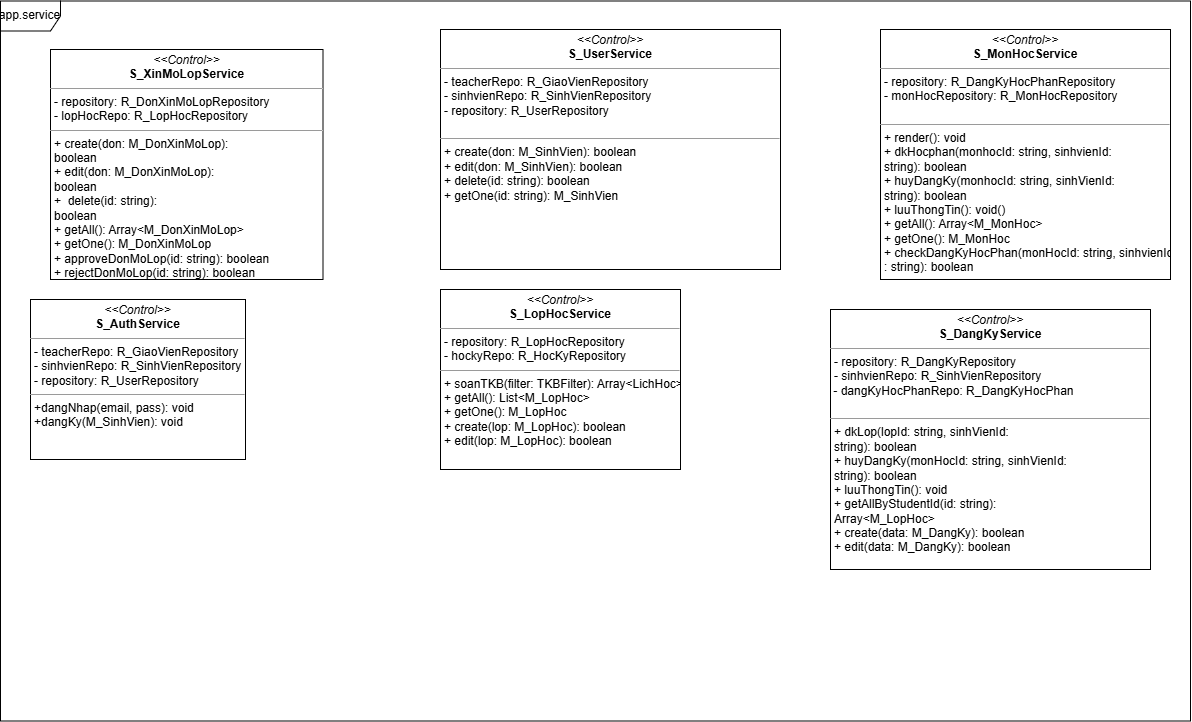 app.service
<<Control>>
S_XinMoLopService
- repository: R_DonXinMoLopRepository
- lopHocRepo: R_LopHocRepository
+ create(don: M_DonXinMoLop):
boolean
+ edit(don: M_DonXinMoLop):
boolean
+  delete(id: string):
boolean
+ getAll(): Array<M_DonXinMoLop>
+ getOne(): M_DonXinMoLop
+ approveDonMoLop(id: string): boolean
+ rejectDonMoLop(id: string): boolean
<<Control>>
S_UserService
- teacherRepo: R_GiaoVienRepository
- sinhvienRepo: R_SinhVienRepository
- repository: R_UserRepository
+ create(don: M_SinhVien): boolean
+ edit(don: M_SinhVien): boolean
+ delete(id: string): boolean
+ getOne(id: string): M_SinhVien
<<Control>>
S_MonHocService
- repository: R_DangKyHocPhanRepository
- monHocRepository: R_MonHocRepository
+ render(): void
+ dkHocphan(monhocId: string, sinhvienId:
string): boolean
+ huyDangKy(monhocId: string, sinhVienId:
string): boolean
+ luuThongTin(): void()
+ getAll(): Array<M_MonHoc>
+ getOne(): M_MonHoc
+ checkDangKyHocPhan(monHocId: string, sinhvienId
: string): boolean
<<Control>>
S_AuthService
- teacherRepo: R_GiaoVienRepository
- sinhvienRepo: R_SinhVienRepository
- repository: R_UserRepository
+dangNhap(email, pass): void
+dangKy(M_SinhVien): void
<<Control>>
S_LopHocService
- repository: R_LopHocRepository
- hockyRepo: R_HocKyRepository
+ soanTKB(filter: TKBFilter): Array<LichHoc>
+ getAll(): List<M_LopHoc>
+ getOne(): M_LopHoc
+ create(lop: M_LopHoc): boolean
+ edit(lop: M_LopHoc): boolean
<<Control>>
S_DangKyService
- repository: R_DangKyRepository
- sinhvienRepo: R_SinhVienRepository
- dangKyHocPhanRepo: R_DangKyHocPhan
+ dkLop(lopId: string, sinhVienId:
string): boolean
+ huyDangKy(monHocId: string, sinhVienId:
string): boolean
+ luuThongTin(): void
+ getAllByStudentId(id: string):
Array<M_LopHoc>
+ create(data: M_DangKy): boolean
+ edit(data: M_DangKy): boolean